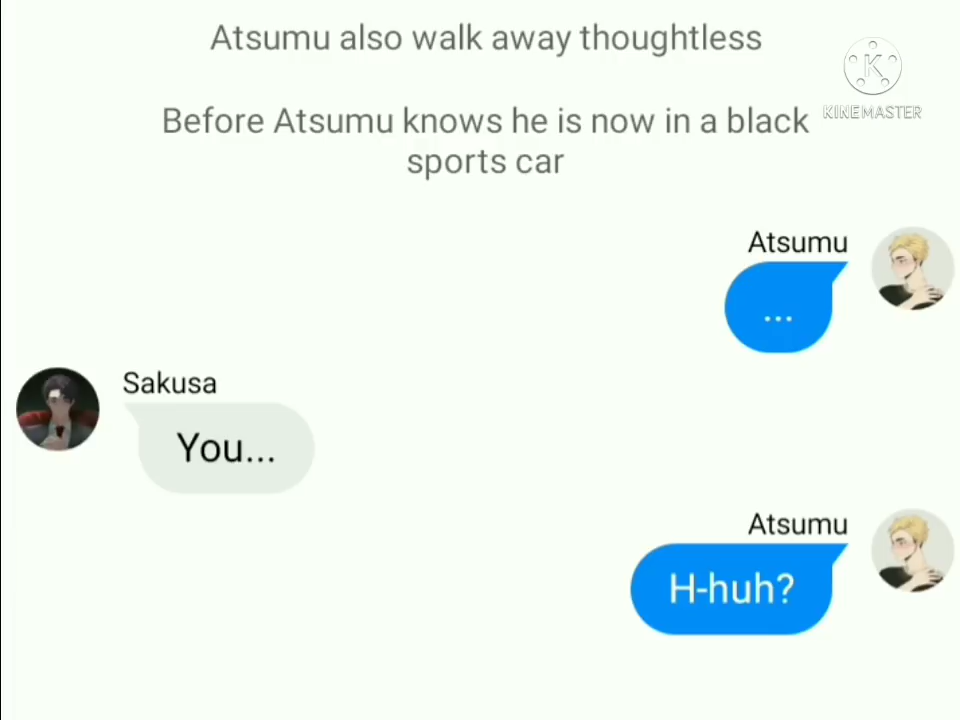 Atsumu also walk away thoughtless
K
KINEMASTER
Before Atsumu knows he is now in a black
sports car
Atsumu
...
Sakusa
You...
Atsumu
H-huh?